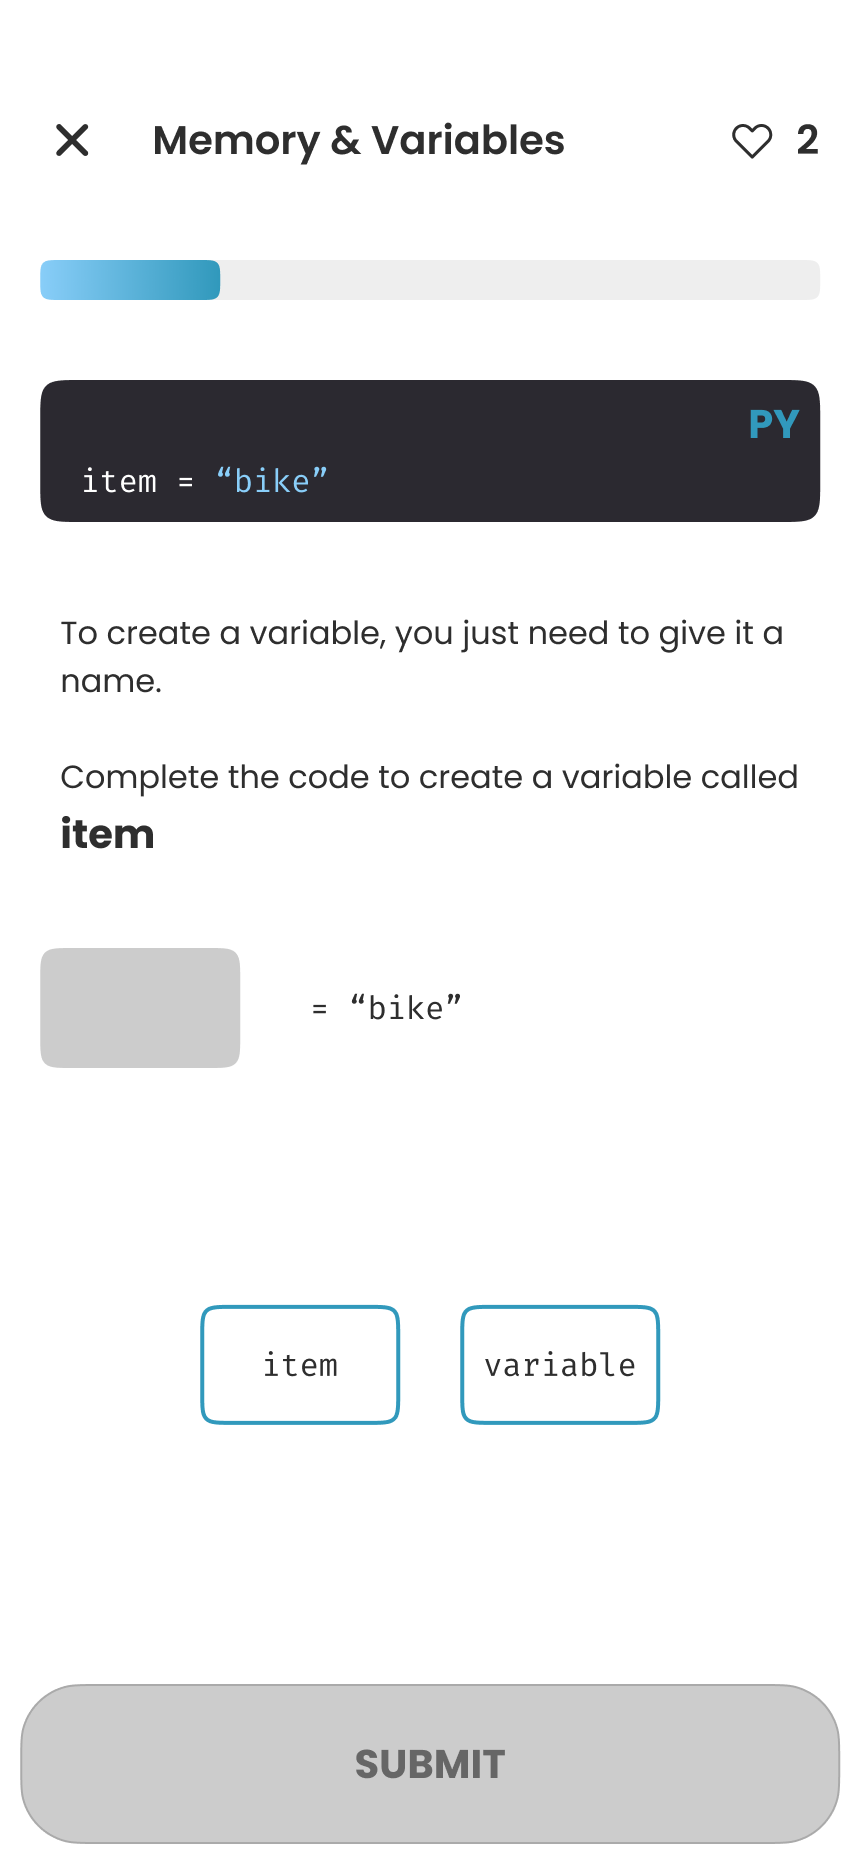 Memory & Variables
2
PY
item = “bike”
To create a variable, you just need to give it a
name.
Complete the code to create a variable called
item
= “bike”
item
variable
SUBMIT